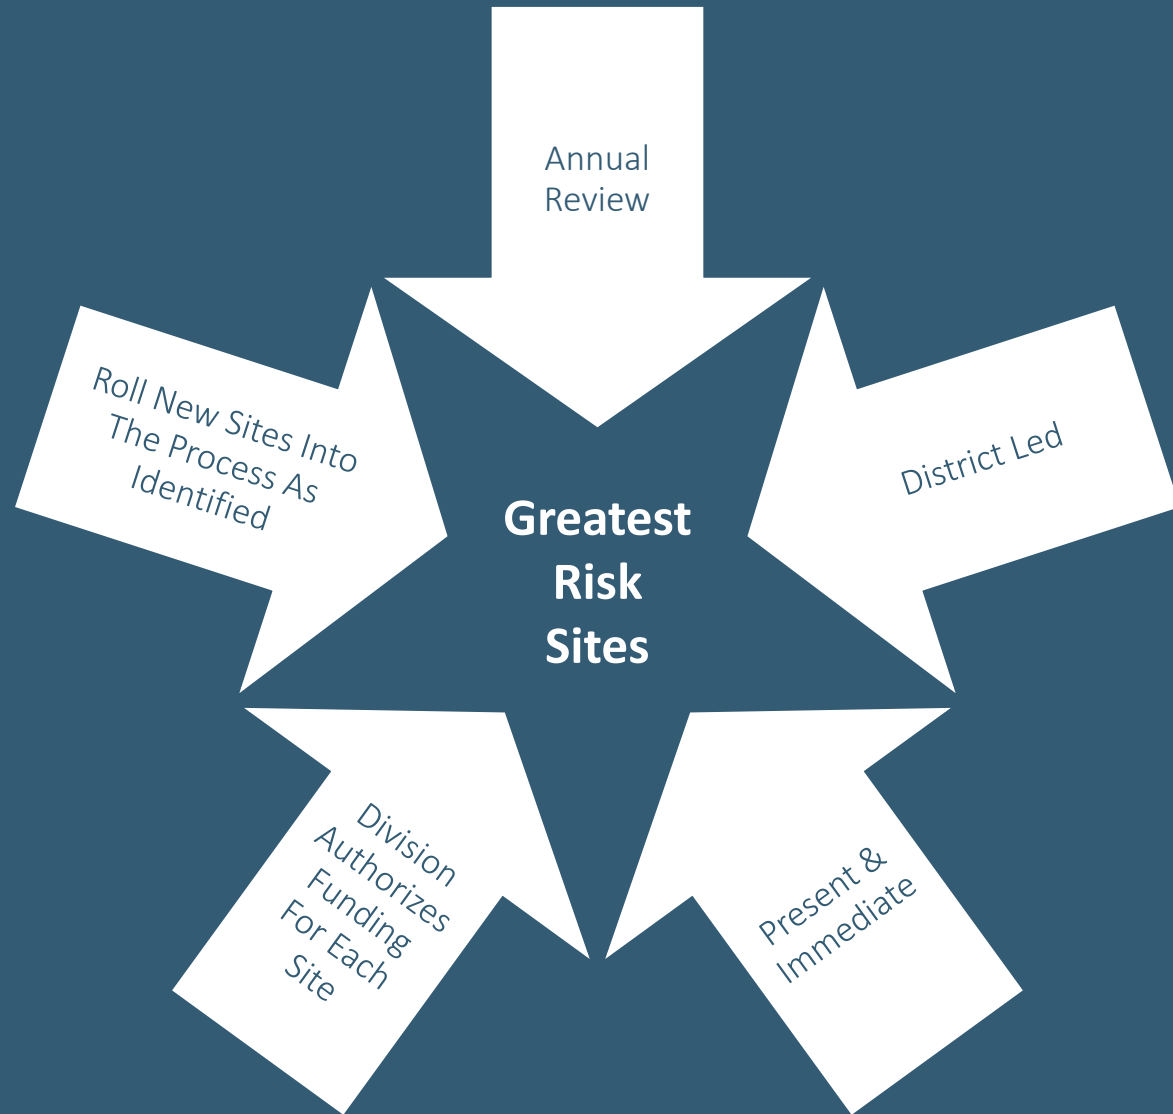 Annual
Review
Roll New Sites Into
The Process As
Identified
District Led
Greatest
Risk
Sites
Division
Authorizes
Funding
For Each
Site
Present &
Immediate